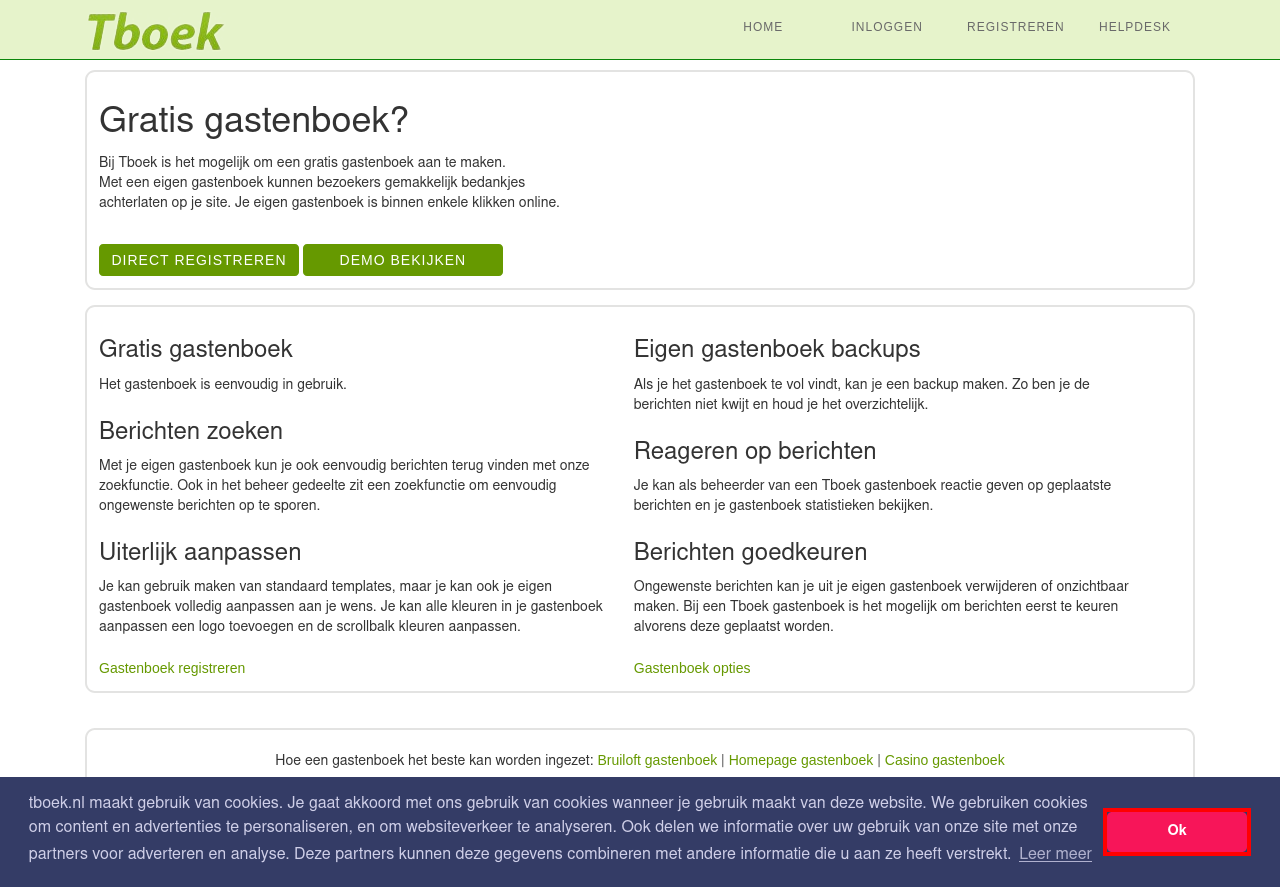 Tboek
HOME
INLOGGEN
REGISTREREN
HELPDESK
Gratis gastenboek?
Bij Tboek is het mogelijk om een gratis gastenboek aan te maken.
Met een eigen gastenboek kunnen bezoekers gemakkelijk bedankjes
achterlaten op je site. Je eigen gastenboek is binnen enkele klikken online.
DIRECT REGISTREREN
DEMO BEKIJKEN
Gratis gastenboek
Het gastenboek is eenvoudig in gebruik.
Berichten zoeken
Met je eigen gastenboek kun je ook eenvoudig berichten terug vinden met onze
zoekfunctie. Ook in het beheer gedeelte zit een zoekfunctie om eenvoudig
ongewenste berichten op te sporen.
Uiterlijk aanpassen
Je kan gebruik maken van standaard templates, maar je kan ook je eigen
gastenboek volledig aanpassen aan je wens. Je kan alle kleuren in je gastenboek
aanpassen een logo toevoegen en de scrollbalk kleuren aanpassen.
Gastenboek registreren
Eigen gastenboek backups
Als je het gastenboek te vol vindt, kan je een backup maken. Zo ben je de
berichten niet kwijt en houd je het overzichtelijk.
Reageren op berichten
Je kan als beheerder van een Tboek gastenboek reactie geven op geplaatste
berichten en je gastenboek statistieken bekijken.
Berichten goedkeuren
Ongewenste berichten kan je uit je eigen gastenboek verwijderen of onzichtbaar
maken. Bij een Tboek gastenboek is het mogelijk om berichten eerst te keuren
alvorens deze geplaatst worden.
Gastenboek opties
Hoe een gastenboek het beste kan worden ingezet: Bruiloft gastenboek | Homepage gastenboek | Casino gastenboek
tboek.nl maakt gebruik van cookies. Je gaat akkoord met ons gebruik van cookies wanneer je gebruik maakt van deze website. We gebruiken cookies
om content en advertenties te personaliseren, en om websiteverkeer te analyseren. Ook delen we informatie over uw gebruik van onze site met onze
partners voor adverteren en analyse. Deze partners kunnen deze gegevens combineren met andere informatie die u aan ze heeft verstrekt. Leer meer
Ok